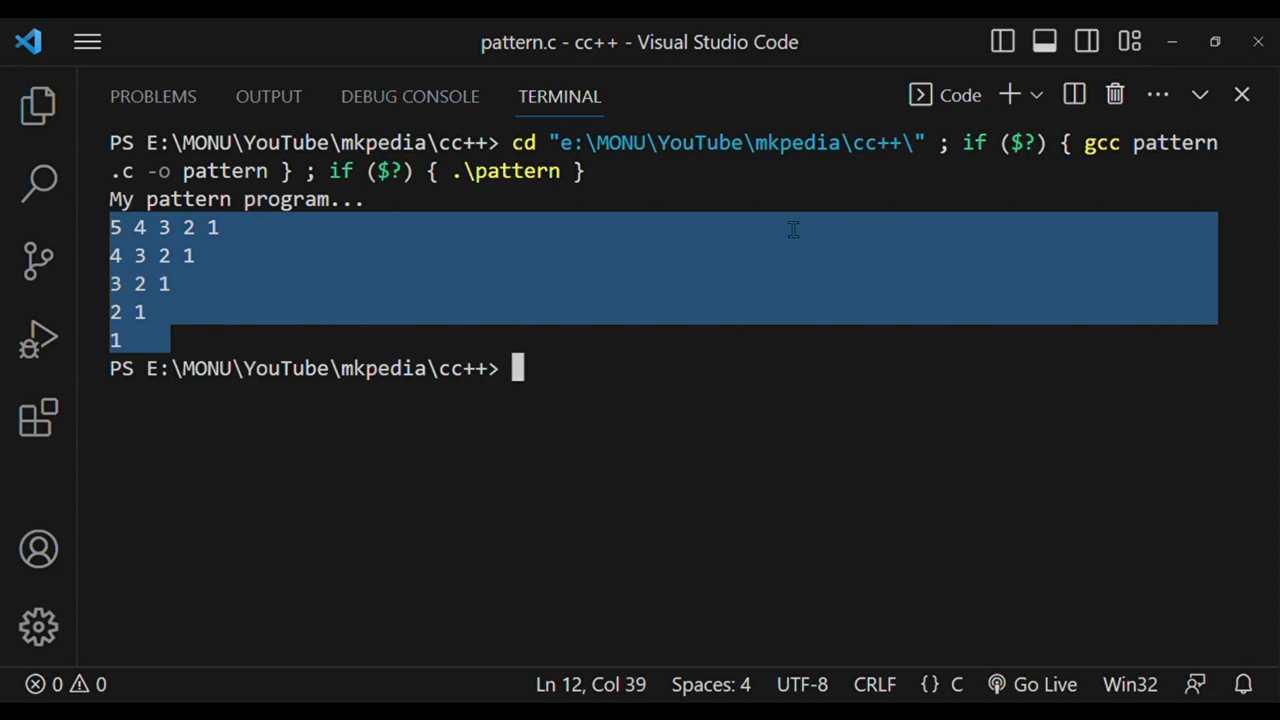 pattern.c - cc++ - Visual Studio Code
PROBLEMS OUTPUT DEBUG CONSOLE TERMINAL Code
PS E:\MONU\YouTube\mkpedia\cc++> cd "e:\MONU\YouTube\mkpedia\cc++\" ; if ($?) { gcc pattern
.c -o pattern } ; if ($?) { .\pattern }
My pattern program...
5 4 3 2 1
4 3 2 1
3 2 1
2 1
1
PS E:\MONU\YouTube\mkpedia\cc++>
0 0 Ln 12, Col 39 Spaces: 4 UTF-8 CRLF {} C Go Live Win32